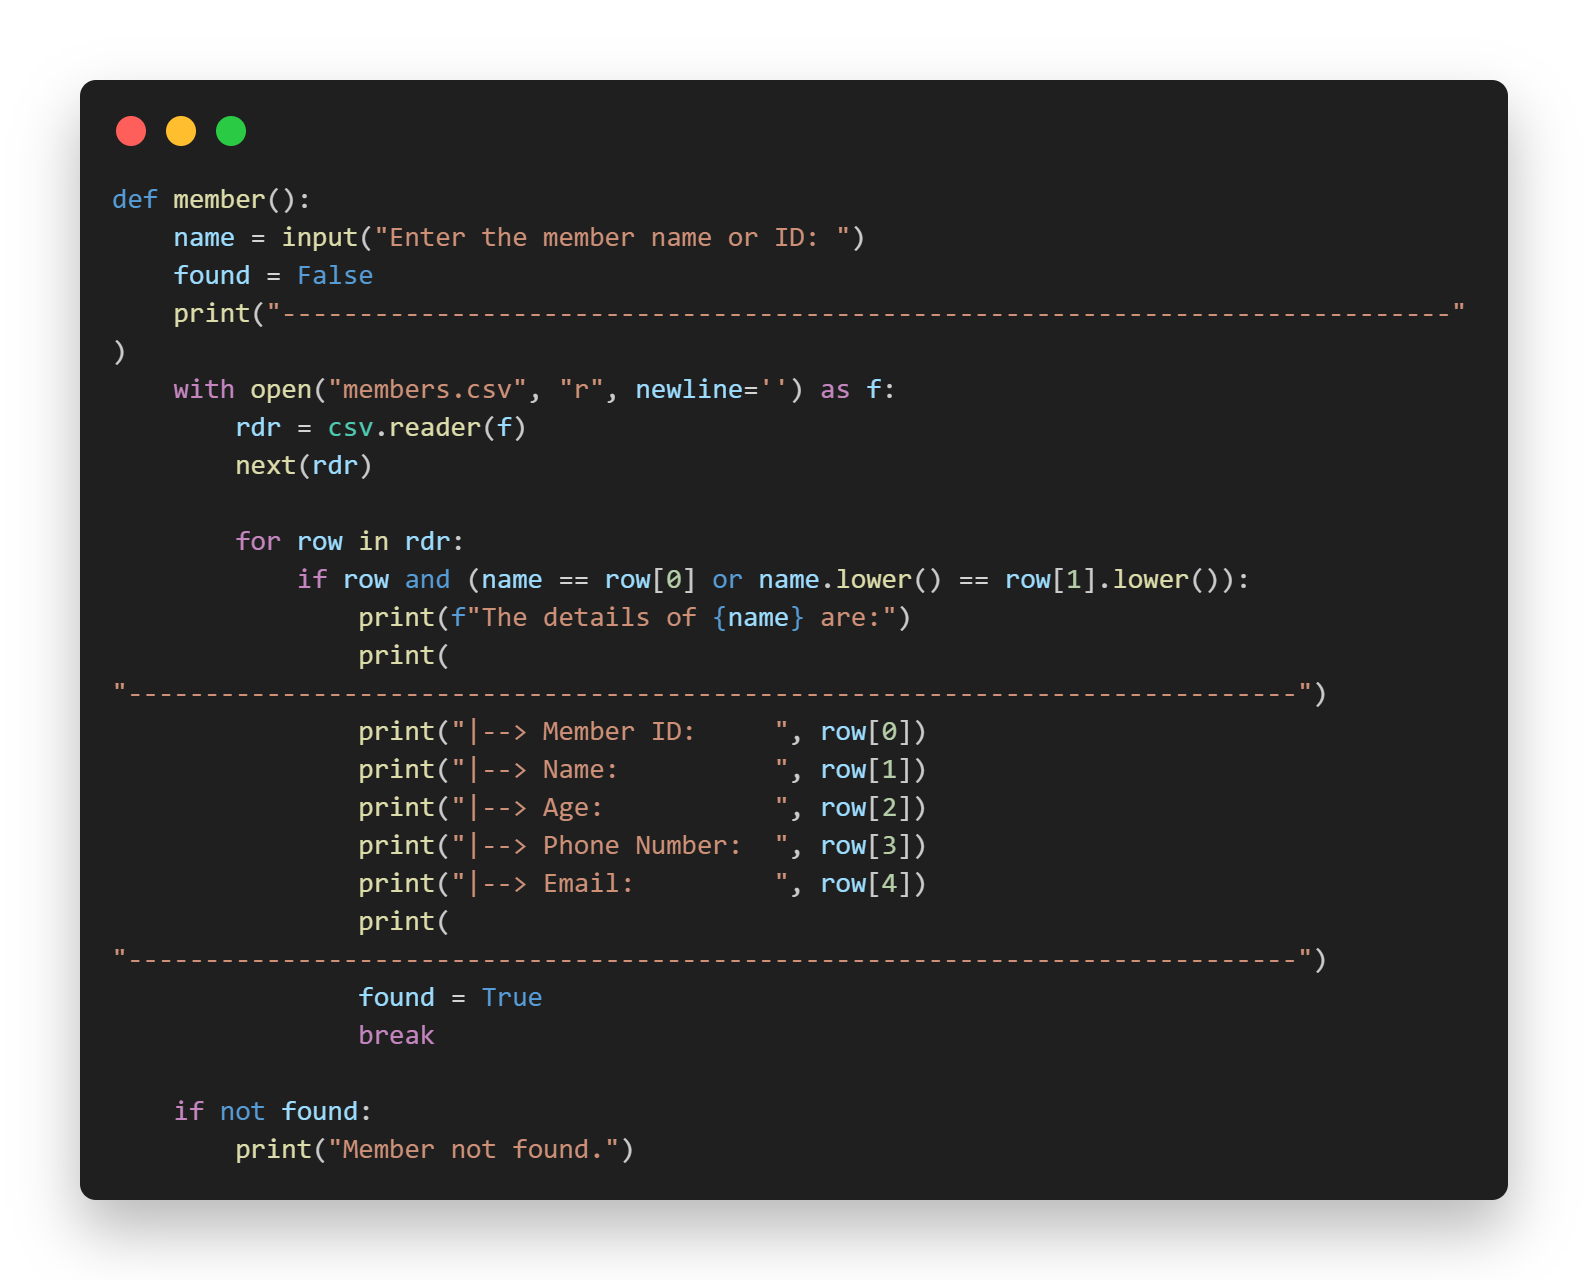 def member():
    name = input("Enter the member name or ID: ")
    found = False
    print("----------------------------------------------------------------------------"
)
    with open("members.csv", "r", newline='') as f:
        rdr = csv.reader(f)
        next(rdr)

        for row in rdr:
            if row and (name == row[0] or name.lower() == row[1].lower()):
                print(f"The details of {name} are:")
                print(
"----------------------------------------------------------------------------")
                print("|--> Member ID:     ", row[0])
                print("|--> Name:          ", row[1])
                print("|--> Age:           ", row[2])
                print("|--> Phone Number:  ", row[3])
                print("|--> Email:         ", row[4])
                print(
"----------------------------------------------------------------------------")
                found = True
                break

    if not found:
        print("Member not found.")